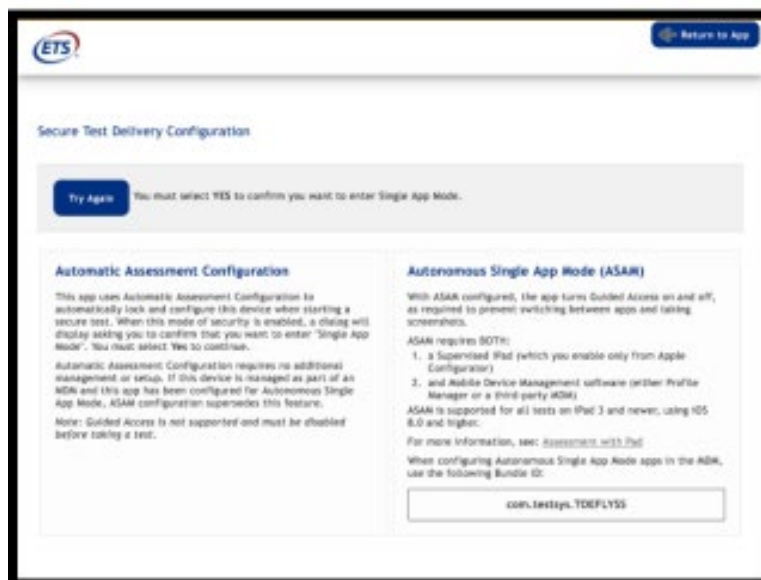 ETS
Return to App
Secure Test Delivery Configuration
Try Again
You must select YES to confirm you want to enter Single App Mode.
Automatic Assessment Configuration
This app uses Automatic Assessment Configuration to
automatically lock and configure this device when starting a
secure test. When this mode of security is enabled, a dialog will
display asking you to confirm that you want to enter "Single App
Mode". You must select Yes to continue.
Automatic Assessment Configuration requires no additional
management or setup. If this device is managed as part of an
MDM and this app has been configured for Autonomous Single
App Mode, ASAM configuration supersedes this feature.
Note: Guided Access is not supported and must be disabled
before taking a test.
Autonomous Single App Mode (ASAM)
With ASAM configured, the app turns Guided Access on and off,
as required to prevent switching between apps and taking
screenshots.
ASAM requires BOTH:
1. a Supervised iPad (which you enable only from Apple
Configurator)
2. and Mobile Device Management software (either Profile
Manager or a third-party MDM)
ASAM is supported for all tests on iPad 3 and newer, using iOS
8.0 and higher.
For more information, see: Assessment with iPad
When configuring Autonomous Single App Mode apps in the MDM,
use the following Bundle ID:
com.testsys.TOEFLYSS